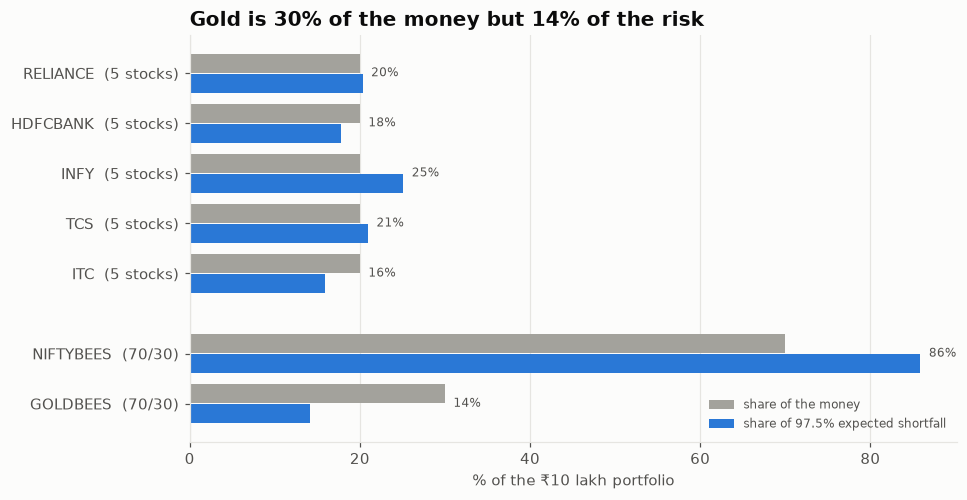 Gold is 30% of the money but 14% of the risk
RELIANCE (5 stocks)
20%
HDFCBANK (5 stocks)
18%
INFY (5 stocks)
25%
TCS (5 stocks)
21%
ITC (5 stocks)
16%
NIFTYBEES (70/30)
86%
GOLDBEES (70/30)
14%
share of the money
share of 97.5% expected shortfall
0 20 40 60 80
% of the ₹10 lakh portfolio